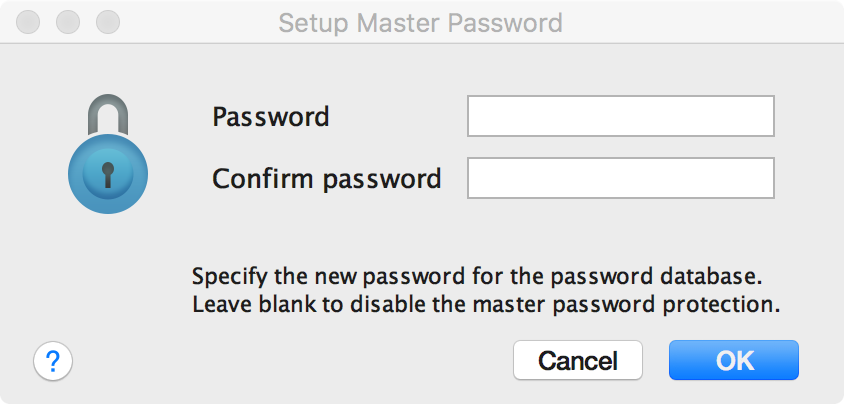 Setup Master Password
Password
Confirm password
Specify the new password for the password database.
Leave blank to disable the master password protection.
?
Cancel
OK